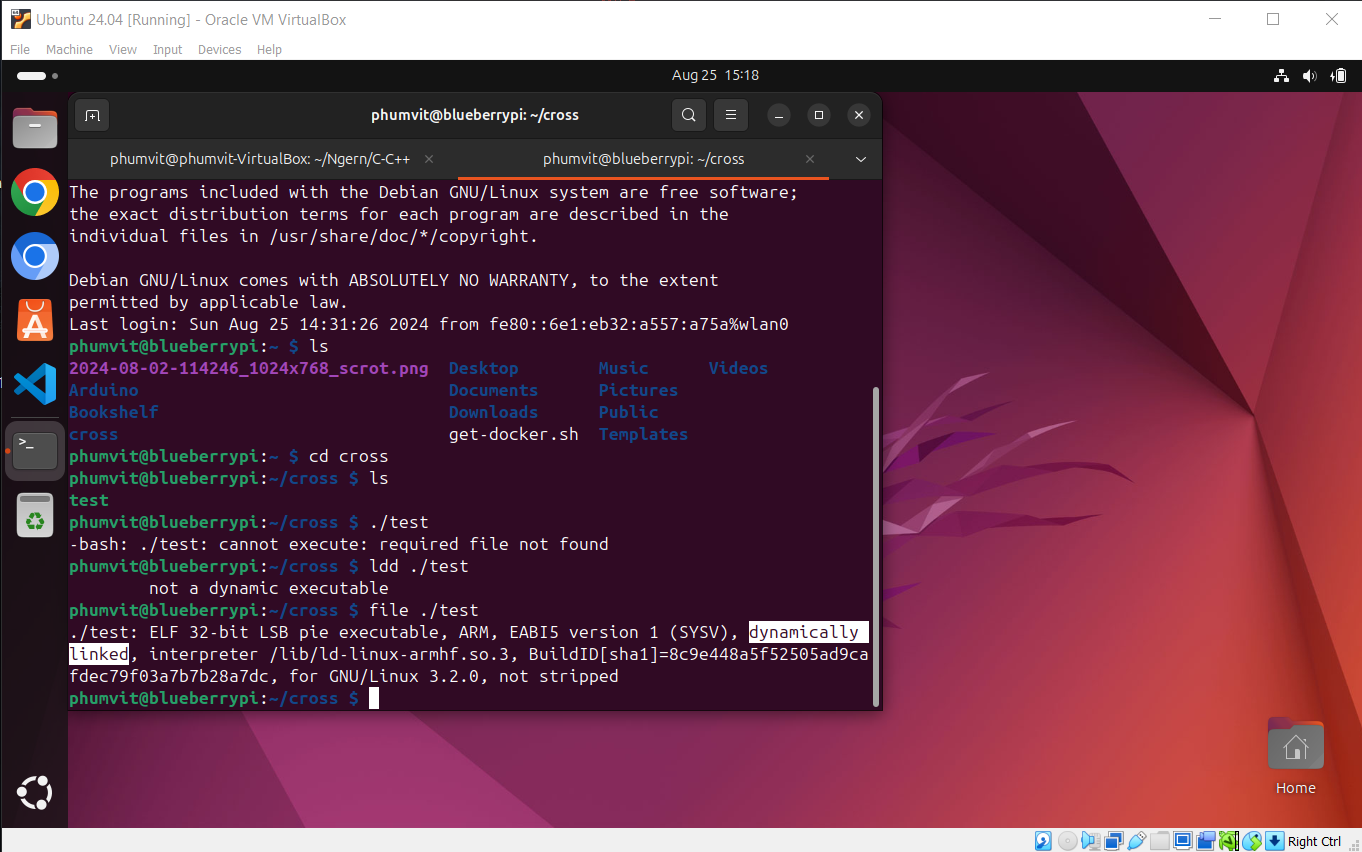 Ubuntu 24.04 [Running] - Oracle VM VirtualBox
File Machine View Input Devices Help
Aug 25 15:18
phumvit@blueberrypi: ~/cross
phumvit@phumvit-VirtualBox: ~/Ngern/C-C++
phumvit@blueberrypi: ~/cross
The programs included with the Debian GNU/Linux system are free software;
the exact distribution terms for each program are described in the
individual files in /usr/share/doc/*/copyright.
Debian GNU/Linux comes with ABSOLUTELY NO WARRANTY, to the extent
permitted by applicable law.
Last login: Sun Aug 25 14:31:26 2024 from fe80::6e1:eb32:a557:a75a%wlan0
phumvit@blueberrypi:~ $ ls
2024-08-02-114246_1024x768_scrot.png Desktop Music Videos
Arduino Documents Pictures
Bookshelf Downloads Public
cross get-docker.sh Templates
phumvit@blueberrypi:~ $ cd cross
phumvit@blueberrypi:~/cross $ ls
test
phumvit@blueberrypi:~/cross $ ./test
-bash: ./test: cannot execute: required file not found
phumvit@blueberrypi:~/cross $ ldd ./test
not a dynamic executable
phumvit@blueberrypi:~/cross $ file ./test
./test: ELF 32-bit LSB pie executable, ARM, EABI5 version 1 (SYSV), dynamically
linked, interpreter /lib/ld-linux-armhf.so.3, BuildID[sha1]=8c9e448a5f52505ad9ca
fdec79f03a7b7b28a7dc, for GNU/Linux 3.2.0, not stripped
phumvit@blueberrypi:~/cross $
Home
Right Ctrl